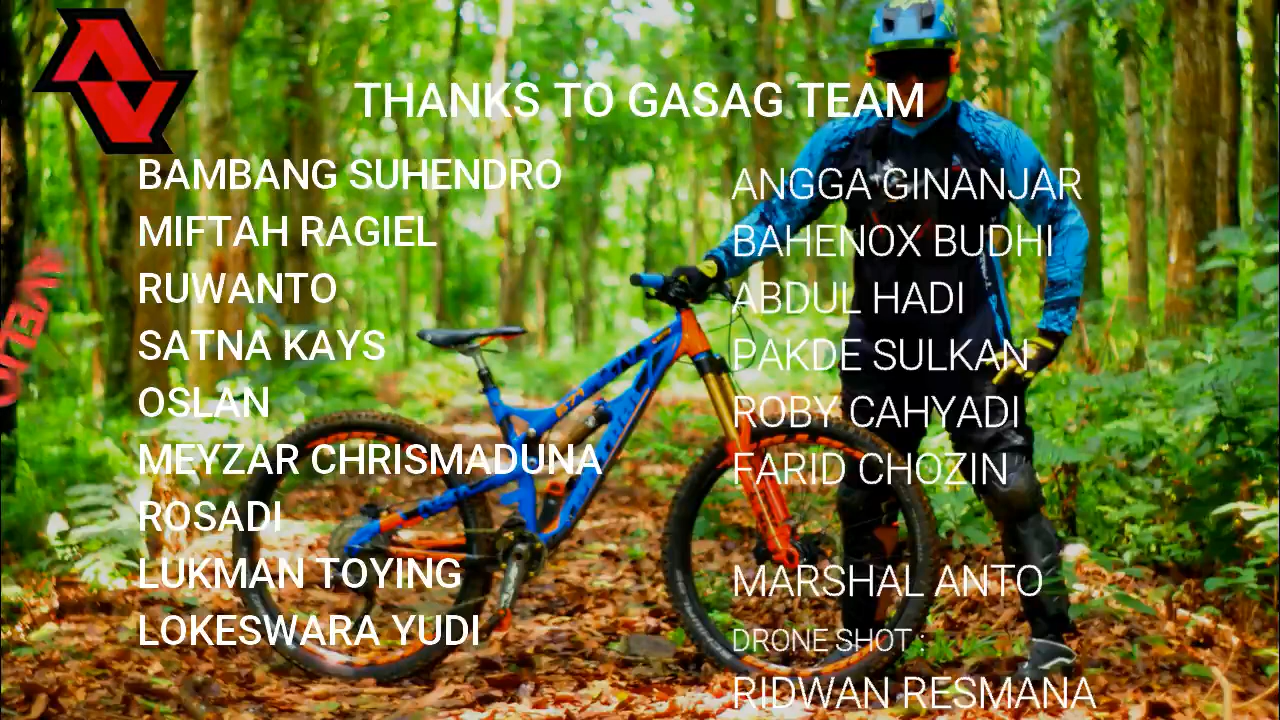 THANKS TO GASAG TEAM
BAMBANG SUHENDRO
MIFTAH RAGIEL
RUWANTO
SATNA KAYS
OSLAN
MEYZAR CHRISMADUNA
ROSADI
LUKMAN TOYING
LOKESWARA YUDI
ANGGA GINANJAR
BAHENOX BUDHI
ABDUL HADI
PAKDE SULKAN
ROBY CAHYADI
FARID CHOZIN
MARSHAL ANTO
DRONE SHOT :
RIDWAN RESMANA